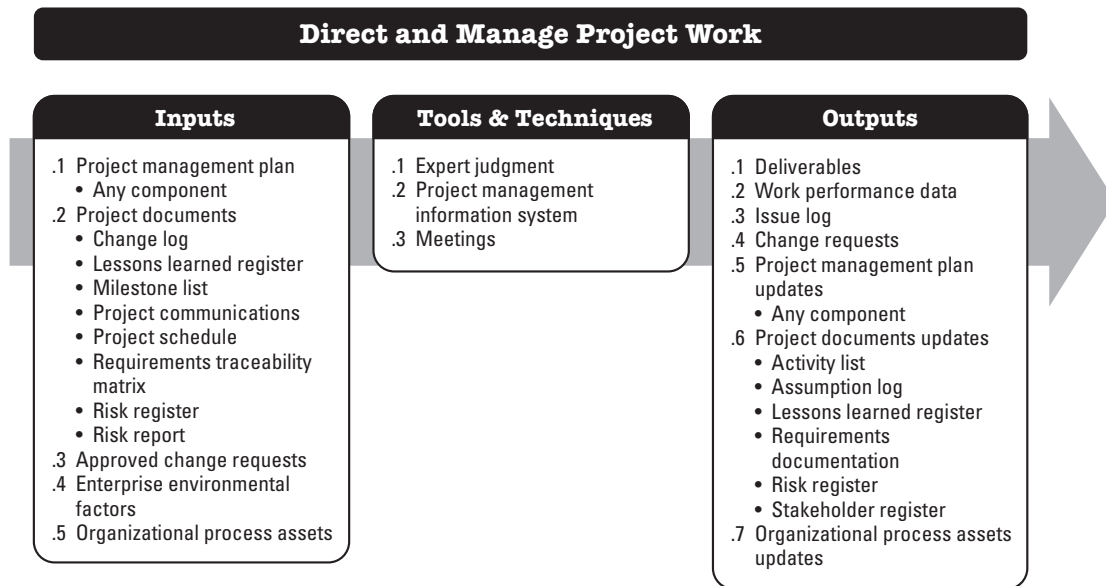 Direct and Manage Project Work
Inputs
.1 Project management plan
• Any component
.2 Project documents
• Change log
• Lessons learned register
• Milestone list
• Project communications
• Project schedule
• Requirements traceability
matrix
• Risk register
• Risk report
.3 Approved change requests
.4 Enterprise environmental
factors
.5 Organizational process assets
Tools & Techniques
.1 Expert judgment
.2 Project management
information system
.3 Meetings
Outputs
.1 Deliverables
.2 Work performance data
.3 Issue log
.4 Change requests
.5 Project management plan
updates
• Any component
.6 Project documents updates
• Activity list
• Assumption log
• Lessons learned register
• Requirements
documentation
• Risk register
• Stakeholder register
.7 Organizational process assets
updates